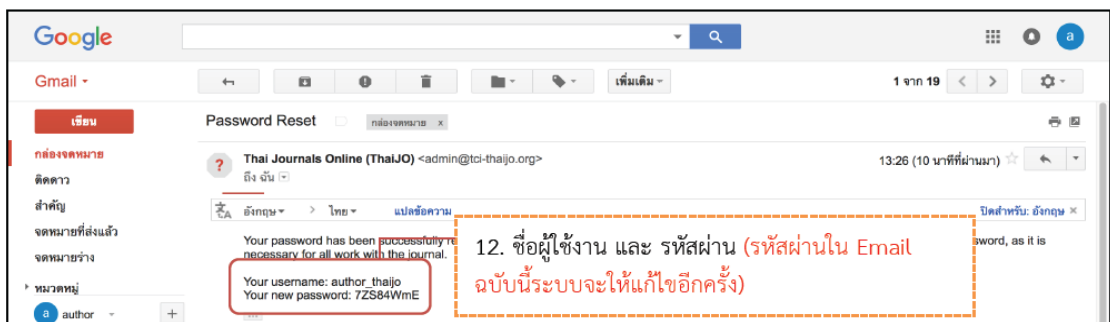 Google
a
Gmail
เพิ่มเติม
1 จาก 19
เขียน
Password Reset
กล่องจดหมาย x
กล่องจดหมาย
ติดดาว
สำคัญ
จดหมายที่ส่งแล้ว
จดหมายร่าง
หมวดหมู่
a author
+
? Thai Journals Online (ThaiJO) <admin@tci-thaijo.org>
13:26 (10 นาทีที่ผ่านมา)
ถึง ฉัน
อังกฤษ > ไทย แปลข้อความ
ปิดสำหรับ: อังกฤษ x
Your password has been successfully re
sword, as it is
necessary for all work with the journal.
Your username: author_thaijo
Your new password: 7ZS84WmE
12. ชื่อผู้ใช้งาน และ รหัสผ่าน (รหัสผ่านใน Email
ฉบับนี้ระบบจะให้แก้ไขอีกครั้ง)